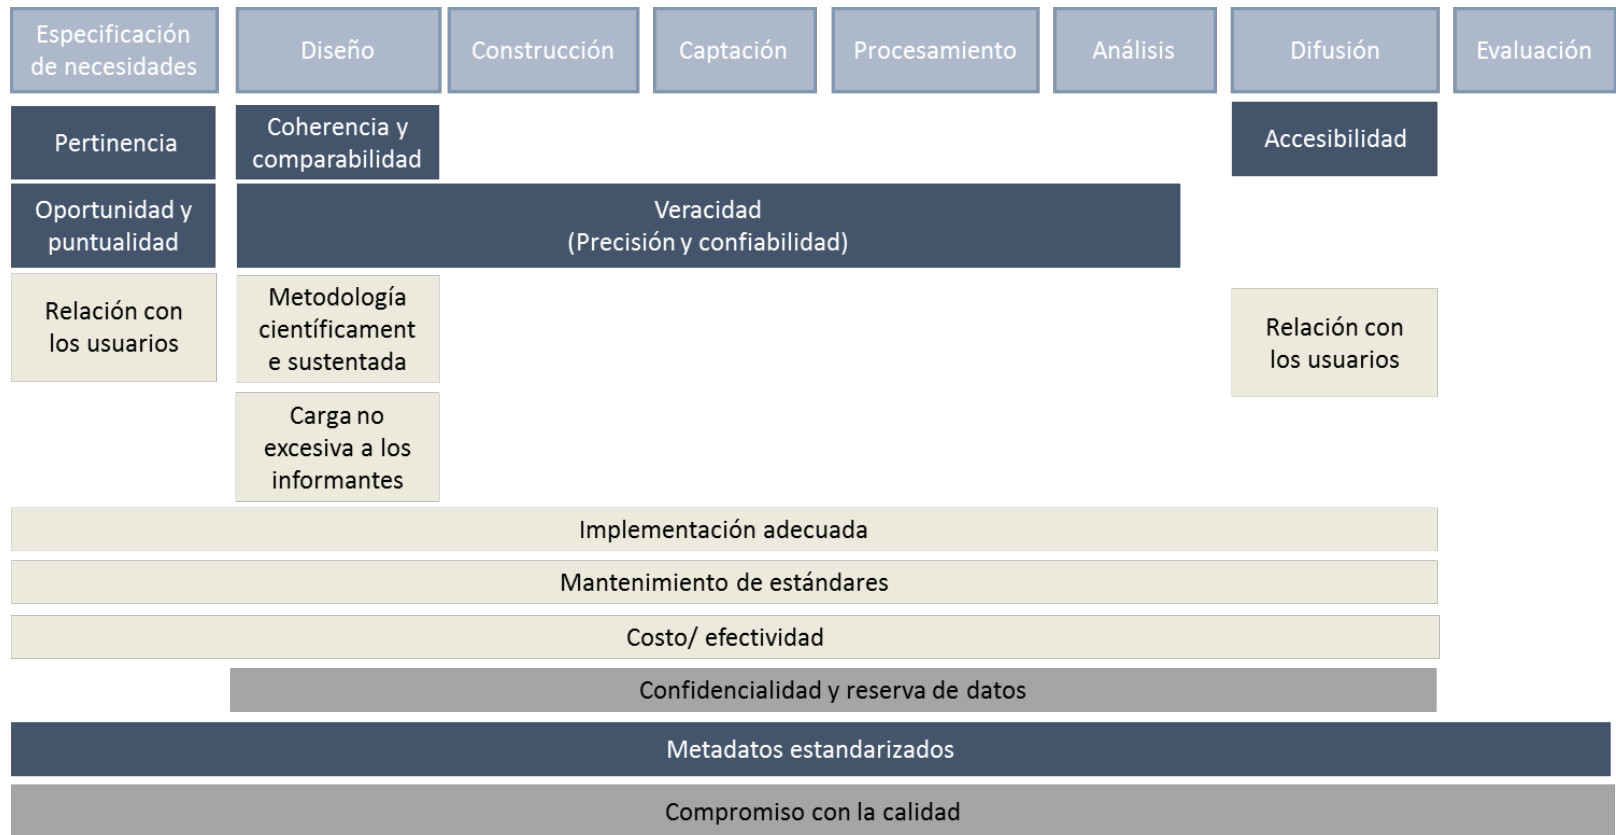 Especificación
de necesidades
Diseño
Construcción
Captación
Procesamiento
Análisis
Difusión
Evaluación
Pertinencia
Coherencia y
comparabilidad
Accesibilidad
Oportunidad y
puntualidad
Veracidad
(Precisión y confiabilidad)
Relación con
los usuarios
Metodología
científicament
e sustentada
Relación con
los usuarios
Carga no
excesiva a los
informantes
Implementación adecuada
Mantenimiento de estándares
Costo/ efectividad
Confidencialidad y reserva de datos
Metadatos estandarizados
Compromiso con la calidad